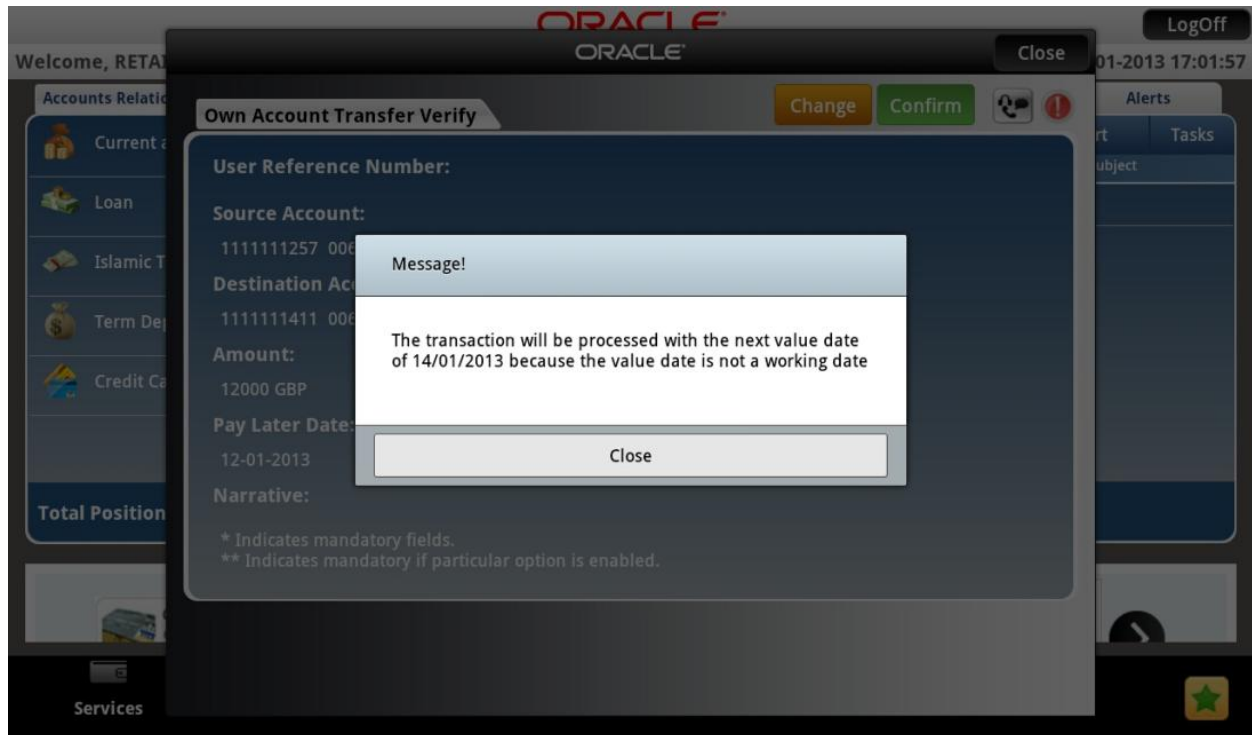 ORACLE
LogOff
ORACLE
Close
Welcome, RETAI
01-2013 17:01:57
Accounts Relatio
Own Account Transfer Verify
Change
Confirm
Alerts
Current a
rt
Tasks
ubject
User Reference Number:
Loan
Source Account:
1111111257 006
Message!
Islamic T
Destination Acc
Term Dep
1111111411 006
The transaction will be processed with the next value date
of 14/01/2013 because the value date is not a working date
Amount:
Credit Ca
12000 GBP
Pay Later Date:
12-01-2013
Close
Narrative:
Total Position
* Indicates mandatory fields.
** Indicates mandatory if particular option is enabled.
Services